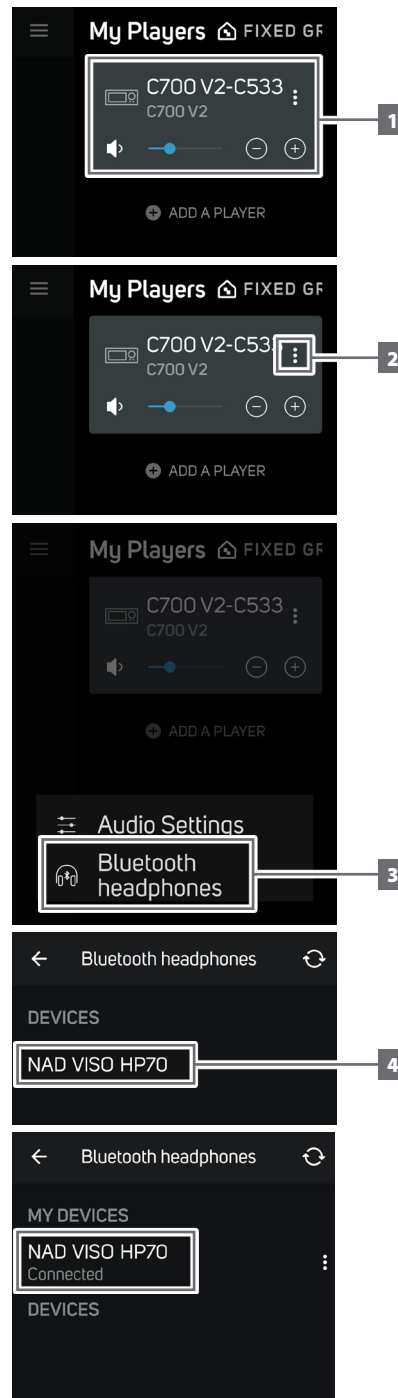 My Players FIXED GR
C700 V2-C533
C700 V2
1
ADD A PLAYER
My Players FIXED GR
C700 V2-C533
C700 V2
2
ADD A PLAYER
My Players FIXED GR
C700 V2-C533
C700 V2
ADD A PLAYER
Audio Settings
Bluetooth
headphones
3
Bluetooth headphones
DEVICES
NAD VISO HP70
4
Bluetooth headphones
MY DEVICES
NAD VISO HP70
Connected
DEVICES